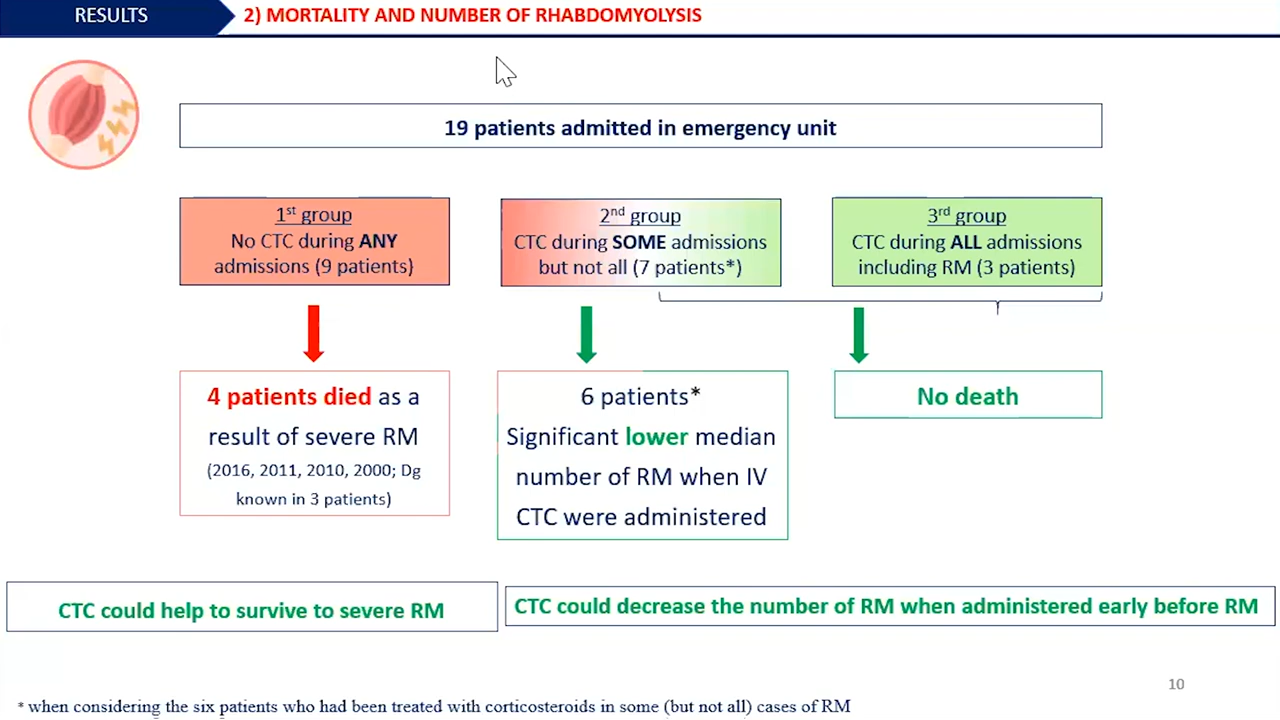 RESULTS
2) MORTALITY AND NUMBER OF RHABDOMYOLYSIS
19 patients admitted in emergency unit
1st group
No CTC during ANY
admissions (9 patients)
2nd group
CTC during SOME admissions
but not all (7 patients*)
3rd group
CTC during ALL admissions
including RM (3 patients)
4 patients died as a
result of severe RM
(2016, 2011, 2010, 2000; Dg
known in 3 patients)
6 patients*
Significant lower median
number of RM when IV
CTC were administered
No death
CTC could help to survive to severe RM
CTC could decrease the number of RM when administered early before RM
10
* when considering the six patients who had been treated with corticosteroids in some (but not all) cases of RM